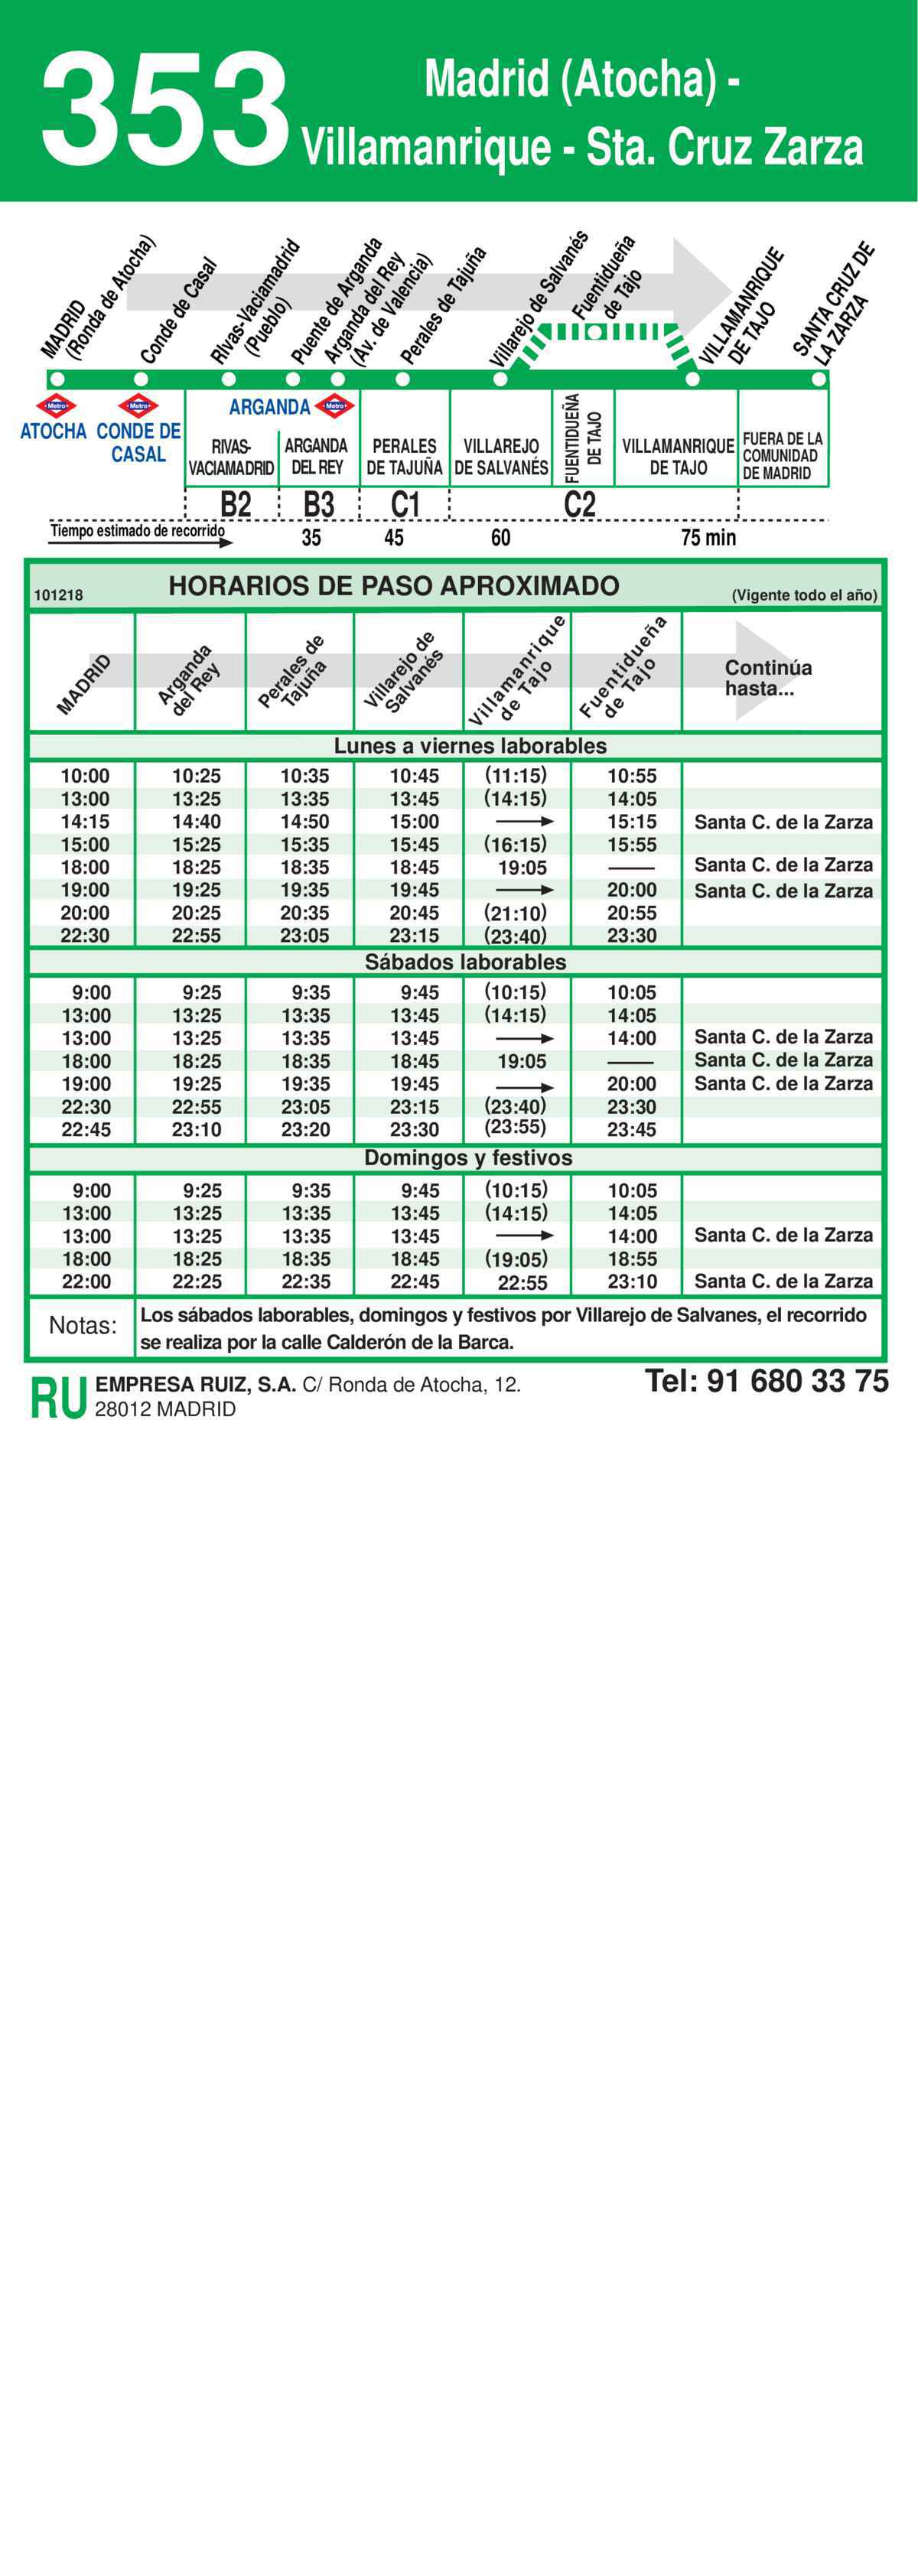 353
Madrid (Atocha) -
Villamanrique - Sta. Cruz Zarza
MADRID
(Ronda de Atocha)
Conde de Casal
Rivas-Vaciamadrid
(Pueblo)
Puente de Arganda
Arganda del Rey
(Av. de Valencia)
Perales de Tajuña
Villarejo de Salvanés
Fuentidueña
de Tajo
VILLAMANRIQUE
DE TAJO
SANTA CRUZ DE
LA ZARZA
Metro
Metro
ARGANDA Metro
ATOCHA CONDE DE
CASAL
RIVAS-
VACIAMADRID
ARGANDA
DEL REY
PERALES
DE TAJUÑA
VILLAREJO
DE SALVANÉS
FUENTIDUEÑA
DE TAJO
VILLAMANRIQUE
DE TAJO
FUERA DE LA
COMUNIDAD
DE MADRID
B2 B3 C1 C2
Tiempo estimado de recorrido
35 45 60 75 min
101218 HORARIOS DE PASO APROXIMADO (Vigente todo el año)
MADRID
Arganda
del Rey
Perales de
Tajuña
Villarejo de
Salvanés
Villamanrique
de Tajo
Fuentidueña
de Tajo
Continúa
hasta...
Lunes a viernes laborables
10:00 10:25 10:35 10:45 (11:15) 10:55
13:00 13:25 13:35 13:45 (14:15) 14:05
14:15 14:40 14:50 15:00 → 15:15 Santa C. de la Zarza
15:00 15:25 15:35 15:45 (16:15) 15:55
18:00 18:25 18:35 18:45 19:05 — Santa C. de la Zarza
19:00 19:25 19:35 19:45 → 20:00 Santa C. de la Zarza
20:00 20:25 20:35 20:45 (21:10) 20:55
22:30 22:55 23:05 23:15 (23:40) 23:30
Sábados laborables
9:00 9:25 9:35 9:45 (10:15) 10:05
13:00 13:25 13:35 13:45 (14:15) 14:05
13:00 13:25 13:35 13:45 → 14:00 Santa C. de la Zarza
18:00 18:25 18:35 18:45 19:05 — Santa C. de la Zarza
19:00 19:25 19:35 19:45 → 20:00 Santa C. de la Zarza
22:30 22:55 23:05 23:15 (23:40) 23:30
22:45 23:10 23:20 23:30 (23:55) 23:45
Domingos y festivos
9:00 9:25 9:35 9:45 (10:15) 10:05
13:00 13:25 13:35 13:45 (14:15) 14:05
13:00 13:25 13:35 13:45 → 14:00 Santa C. de la Zarza
18:00 18:25 18:35 18:45 (19:05) 18:55
22:00 22:25 22:35 22:45 22:55 23:10 Santa C. de la Zarza
Notas: Los sábados laborables, domingos y festivos por Villarejo de Salvanes, el recorrido
se realiza por la calle Calderón de la Barca.
RU EMPRESA RUIZ, S.A. C/ Ronda de Atocha, 12. Tel: 91 680 33 75
28012 MADRID